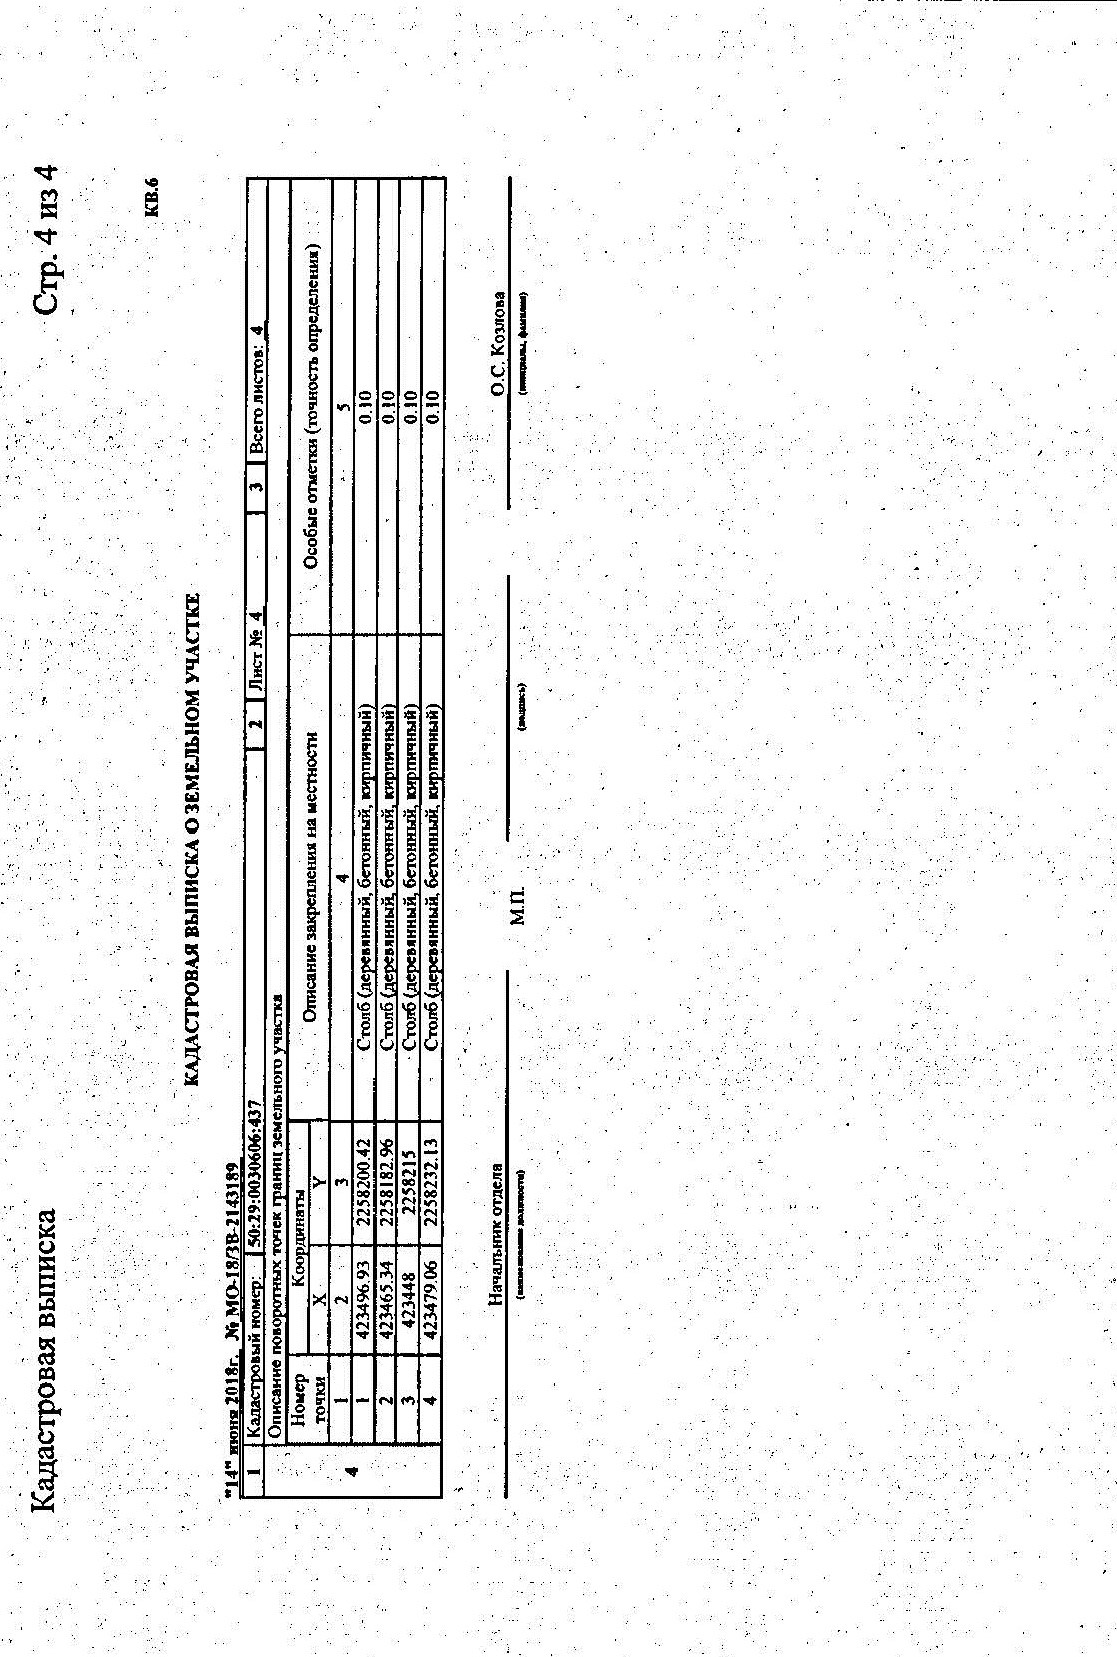 Кадастровая выписка Стр. 4 из 4
КВ.6
КАДАСТРОВАЯ ВЫПИСКА О ЗЕМЕЛЬНОМ УЧАСТКЕ
"14" июня 2018г. № МО-18/ЗВ-2143189
1 Кадастровый номер: 50:29:0030606:437 2 Лист № 4 3 Всего листов: 4
4 Описание поворотных точек границ земельного участка
Номер точки Координаты Описание закрепления на местности Особые отметки (точность определения)
X Y
1 2 3 4 5
1 423496.93 2258200.42 Столб (деревянный, бетонный, кирпичный) 0.10
2 423465.34 2258182.96 Столб (деревянный, бетонный, кирпичный) 0.10
3 423448 2258215 Столб (деревянный, бетонный, кирпичный) 0.10
4 423479.06 2258232.13 Столб (деревянный, бетонный, кирпичный) 0.10
Начальник отдела О.С. Козлова
(наименование должности) М.П. (подпись) (инициалы, фамилия)